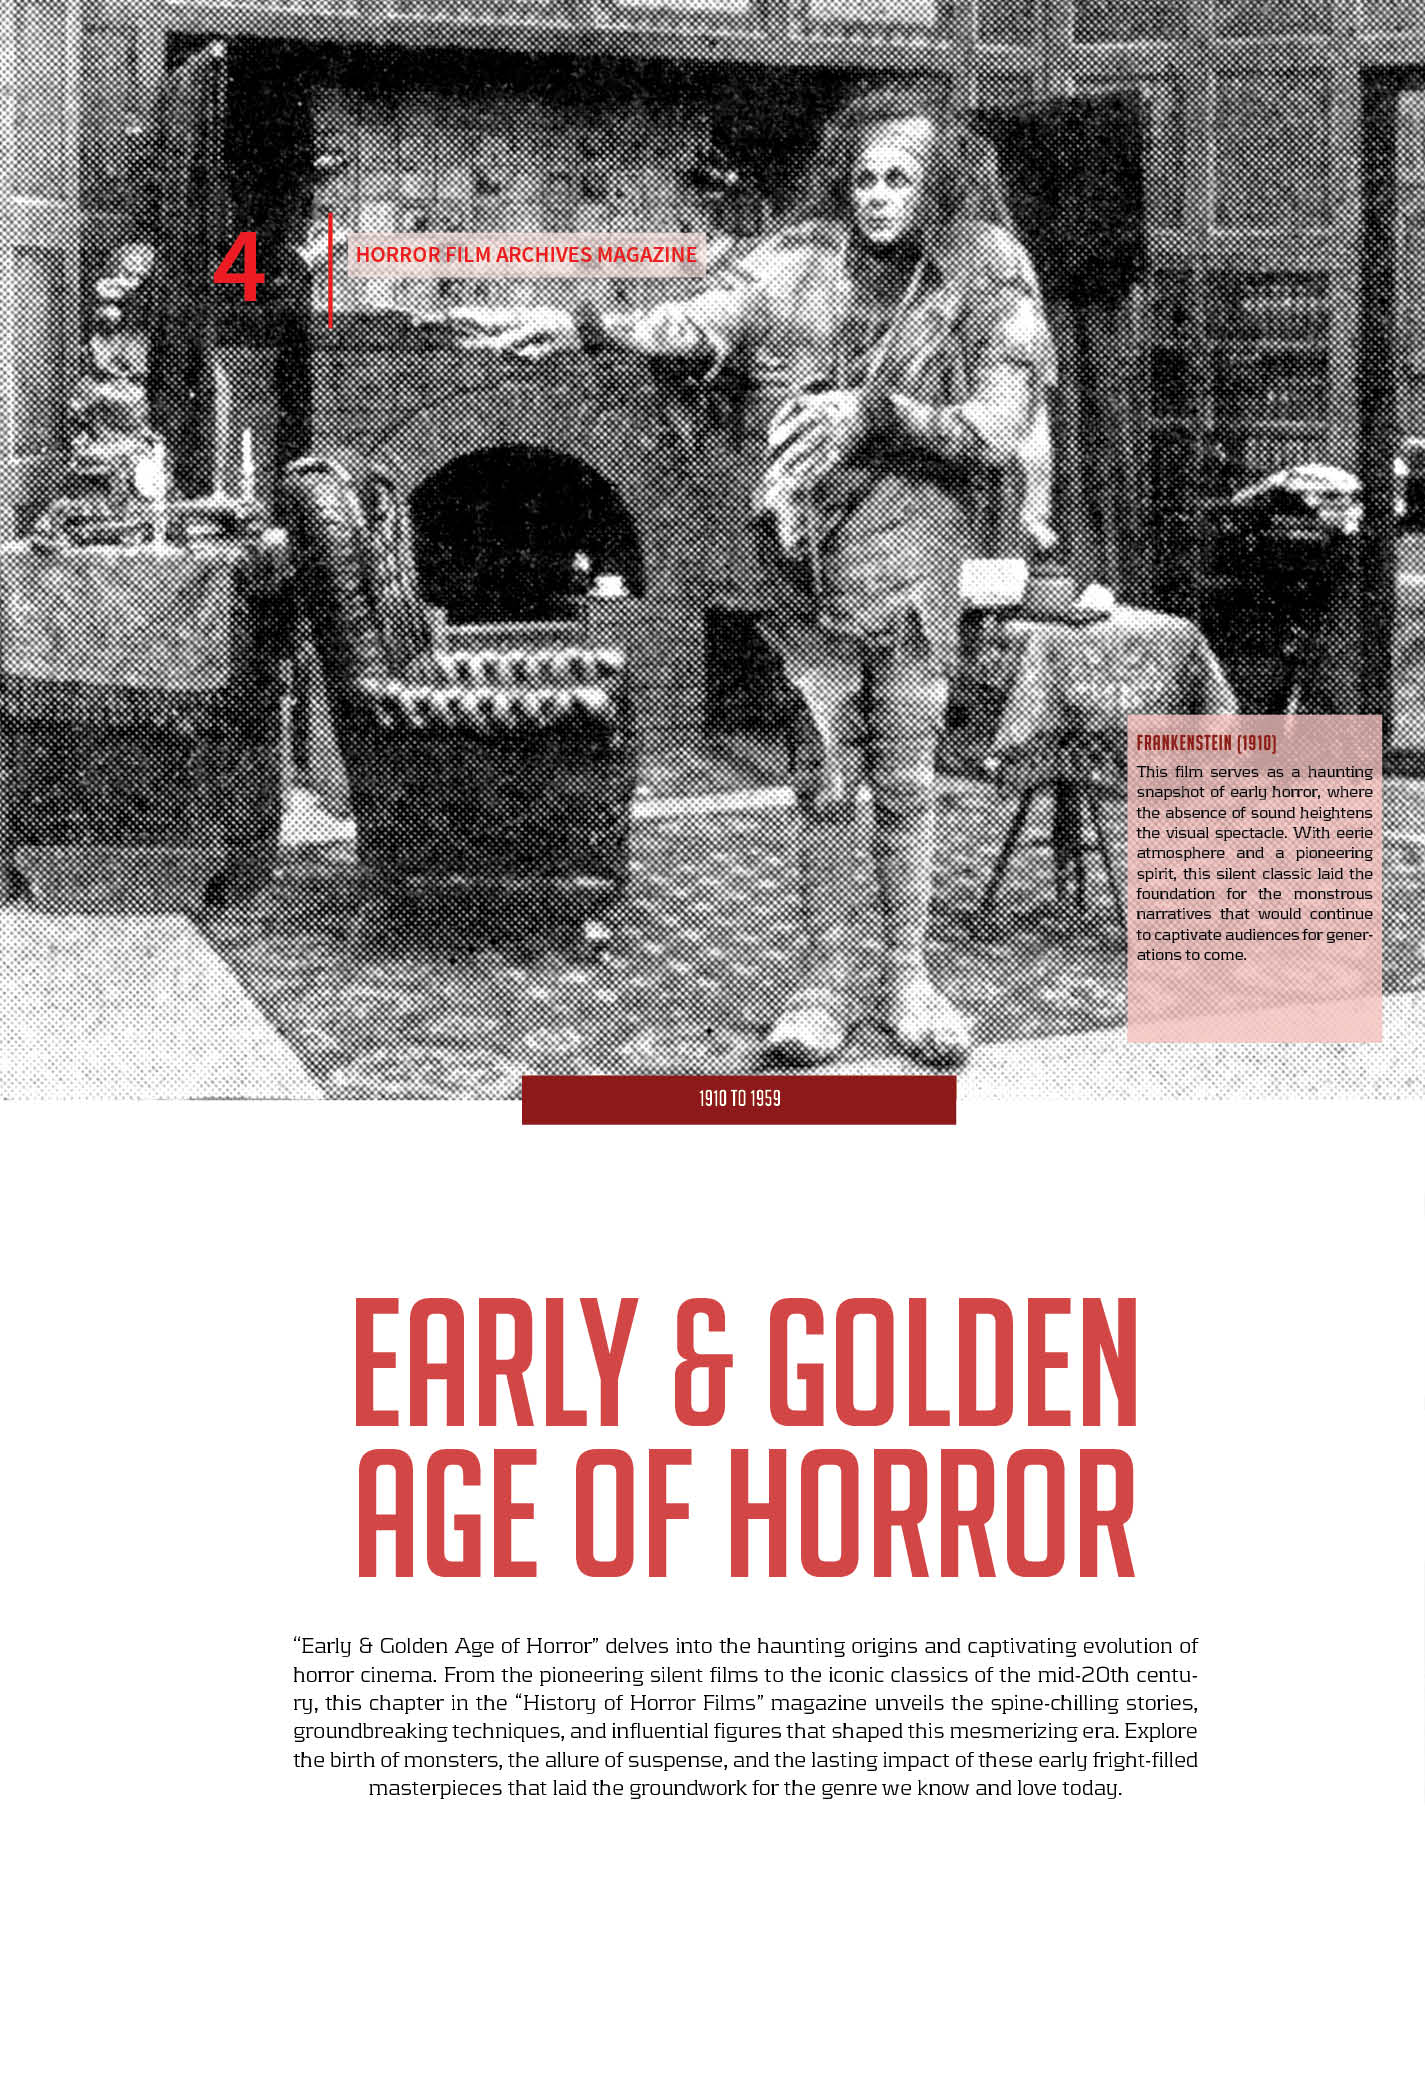 4
HORROR FILM ARCHIVES MAGAZINE
FRANKENSTEIN (1910)
This film serves as a haunting
snapshot of early horror, where
the absence of sound heightens
the visual spectacle. With eerie
atmosphere and a pioneering
spirit, this silent classic laid the
foundation for the monstrous
narratives that would continue
to captivate audiences for gener-
ations to come.
1910 TO 1959
EARLY & GOLDEN
AGE OF HORROR
“Early & Golden Age of Horror” delves into the haunting origins and captivating evolution of
horror cinema. From the pioneering silent films to the iconic classics of the mid-20th centu-
ry, this chapter in the “History of Horror Films” magazine unveils the spine-chilling stories,
groundbreaking techniques, and influential figures that shaped this mesmerizing era. Explore
the birth of monsters, the allure of suspense, and the lasting impact of these early fright-filled
masterpieces that laid the groundwork for the genre we know and love today.